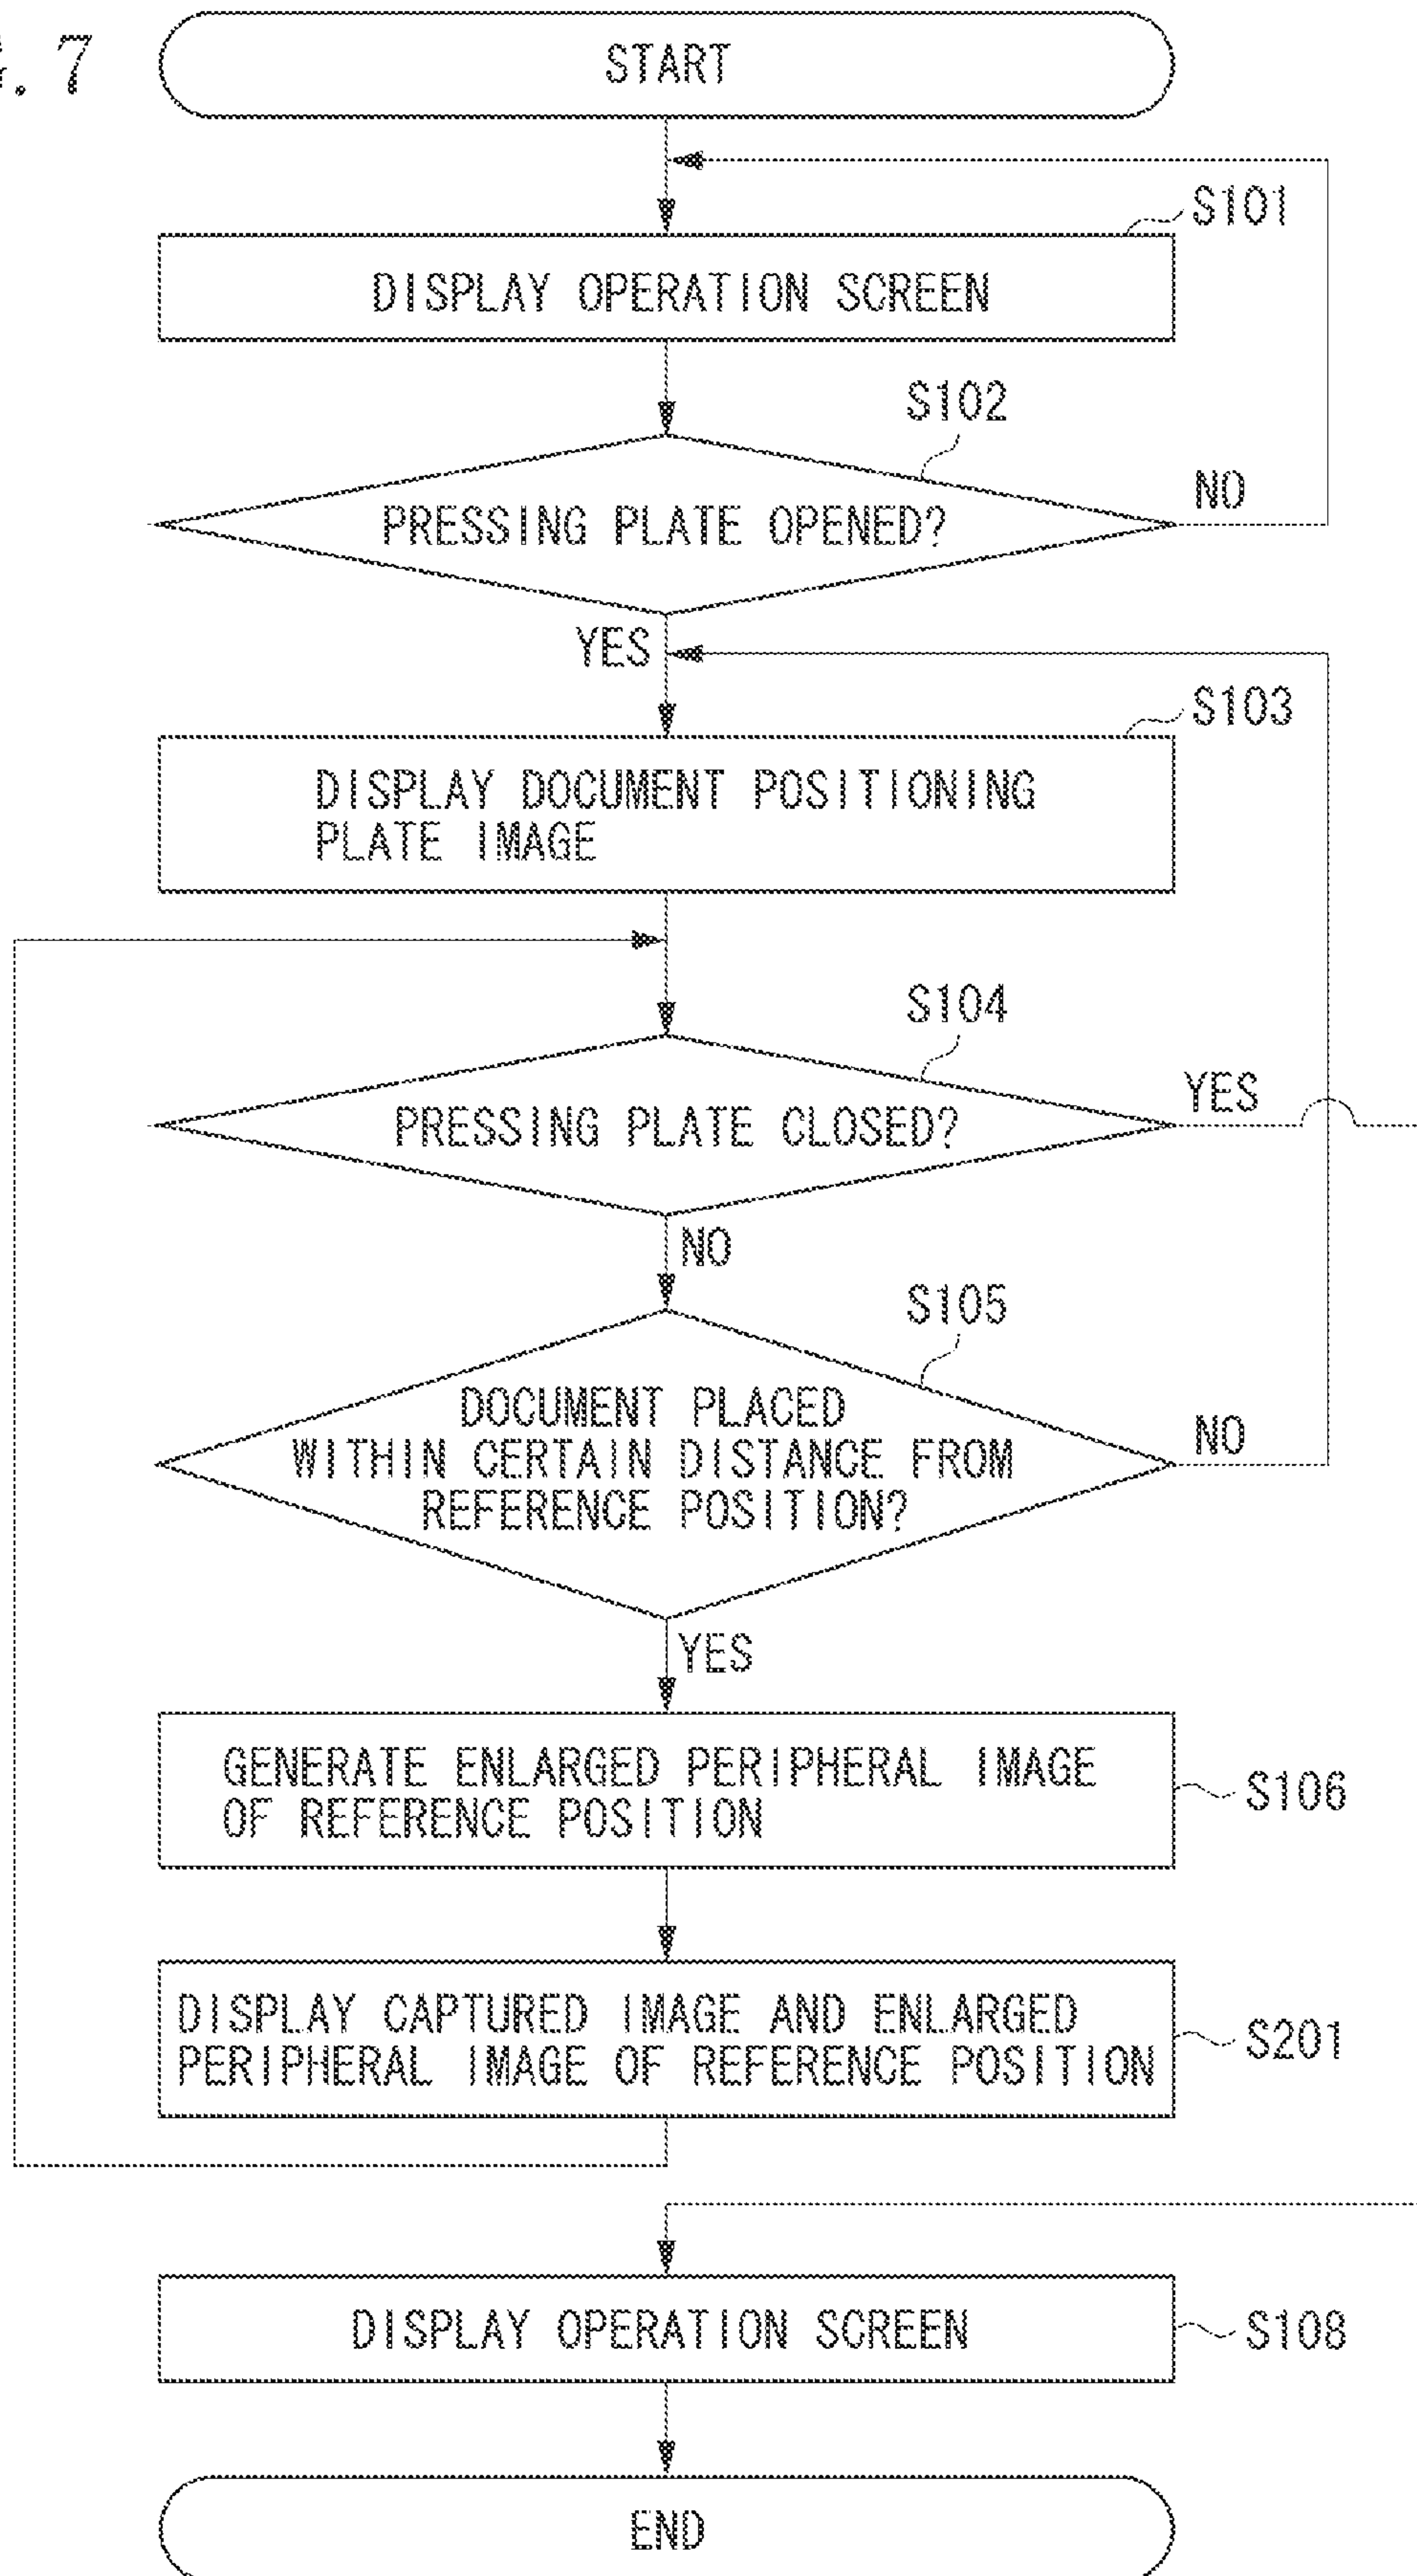 . 7
START
S101
DISPLAY OPERATION SCREEN
S102
PRESSING PLATE OPENED?
NO
YES
S103
DISPLAY DOCUMENT POSITIONING
PLATE IMAGE
S104
PRESSING PLATE CLOSED?
YES
NO
S105
DOCUMENT PLACED
WITHIN CERTAIN DISTANCE FROM
REFERENCE POSITION?
NO
YES
GENERATE ENLARGED PERIPHERAL IMAGE
OF REFERENCE POSITION
S106
DISPLAY CAPTURED IMAGE AND ENLARGED
PERIPHERAL IMAGE OF REFERENCE POSITION
S201
DISPLAY OPERATION SCREEN
S108
END